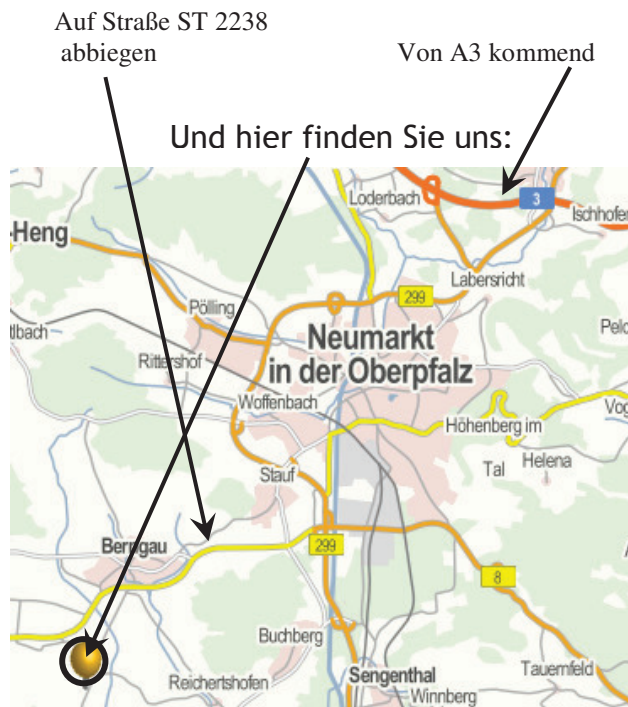 Auf Straße ST 2238
abbiegen
Von A3 kommend
Und hier finden Sie uns:
Loderbach
3
Ischhofen
-Heng
Labersricht
299
Pölling
tlbach
Neumarkt
in der Oberpfalz
Pelc
Rittershof
Woffenbach
Vog
Höhenberg im
Tal
Helena
Stauf
Berngau
299
8
Buchberg
Sengenthal
Tauernfeld
Reichertshofen
Winnberg